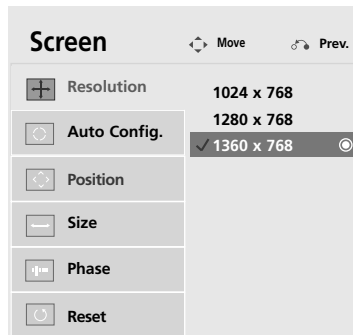 Screen
Move
Prev.
Resolution
Auto Config.
Position
Size
Phase
Reset
1024 x 768
1280 x 768
1360 x 768